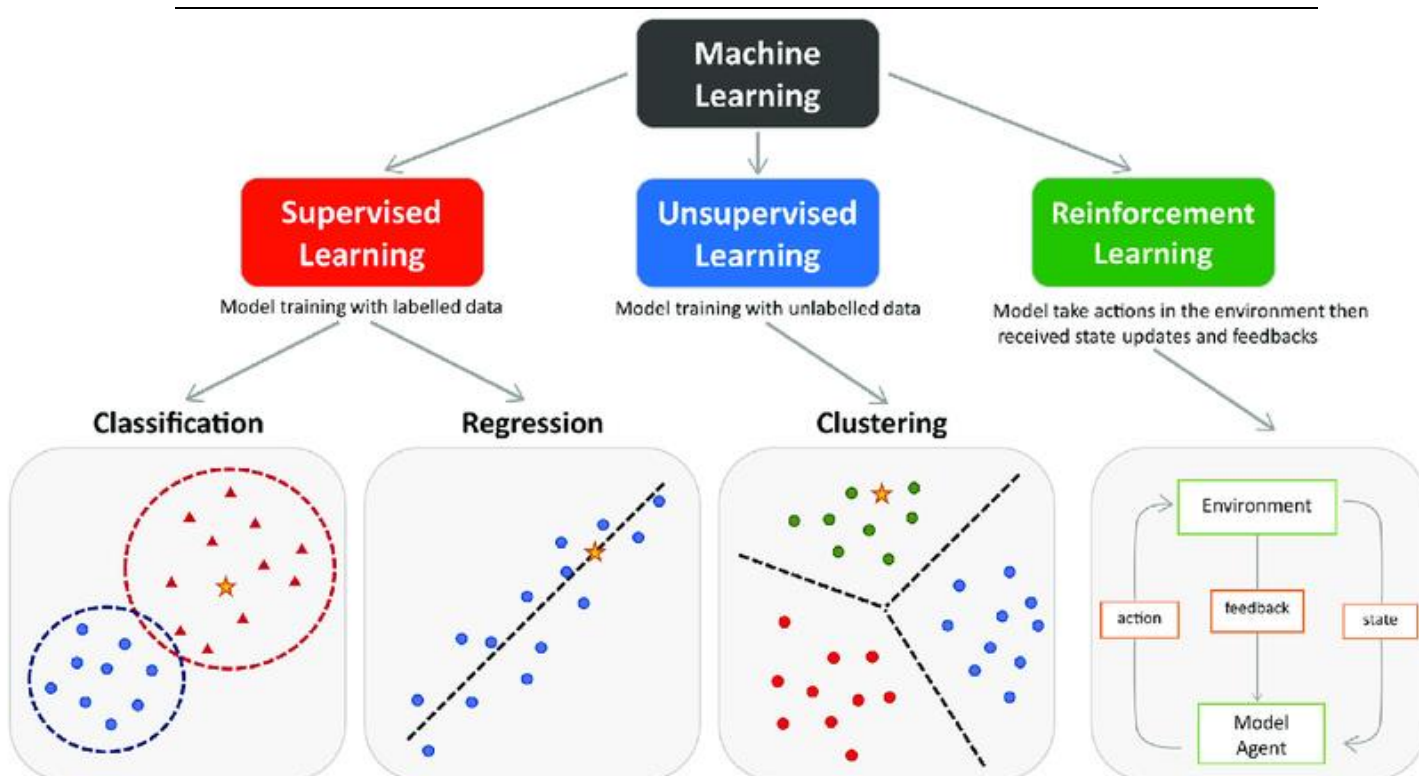 Machine
Learning
Supervised
Learning
Unsupervised
Learning
Reinforcement
Learning
Model training with labelled data
Model training with unlabelled data
Model take actions in the environment then
received state updates and feedbacks
Classification
Regression
Clustering
Environment
action
feedback
state
Model
Agent